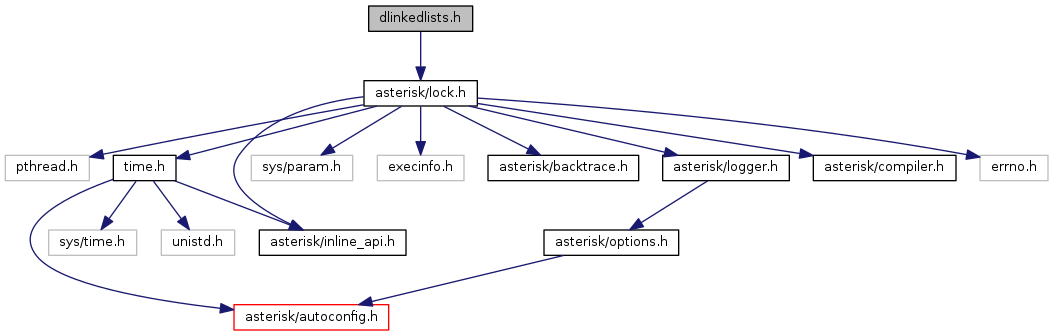 dlinkedlists.h
asterisk/lock.h
pthread.h
time.h
sys/param.h
execinfo.h
asterisk/backtrace.h
asterisk/logger.h
asterisk/compiler.h
errno.h
sys/time.h
unistd.h
asterisk/inline_api.h
asterisk/options.h
asterisk/autoconfig.h